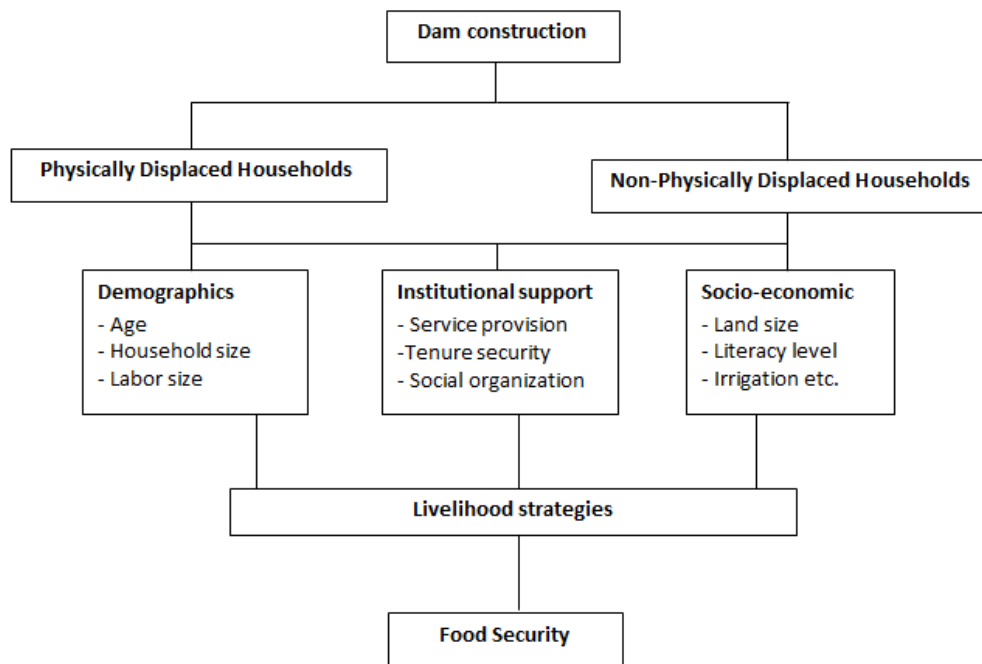 Dam construction
Physically Displaced Households
Non-Physically Displaced Households
Demographics
- Age
- Household size
- Labor size
Institutional support
- Service provision
-Tenure security
- Social organization
Socio-economic
- Land size
- Literacy level
- Irrigation etc.
Livelihood strategies
Food Security